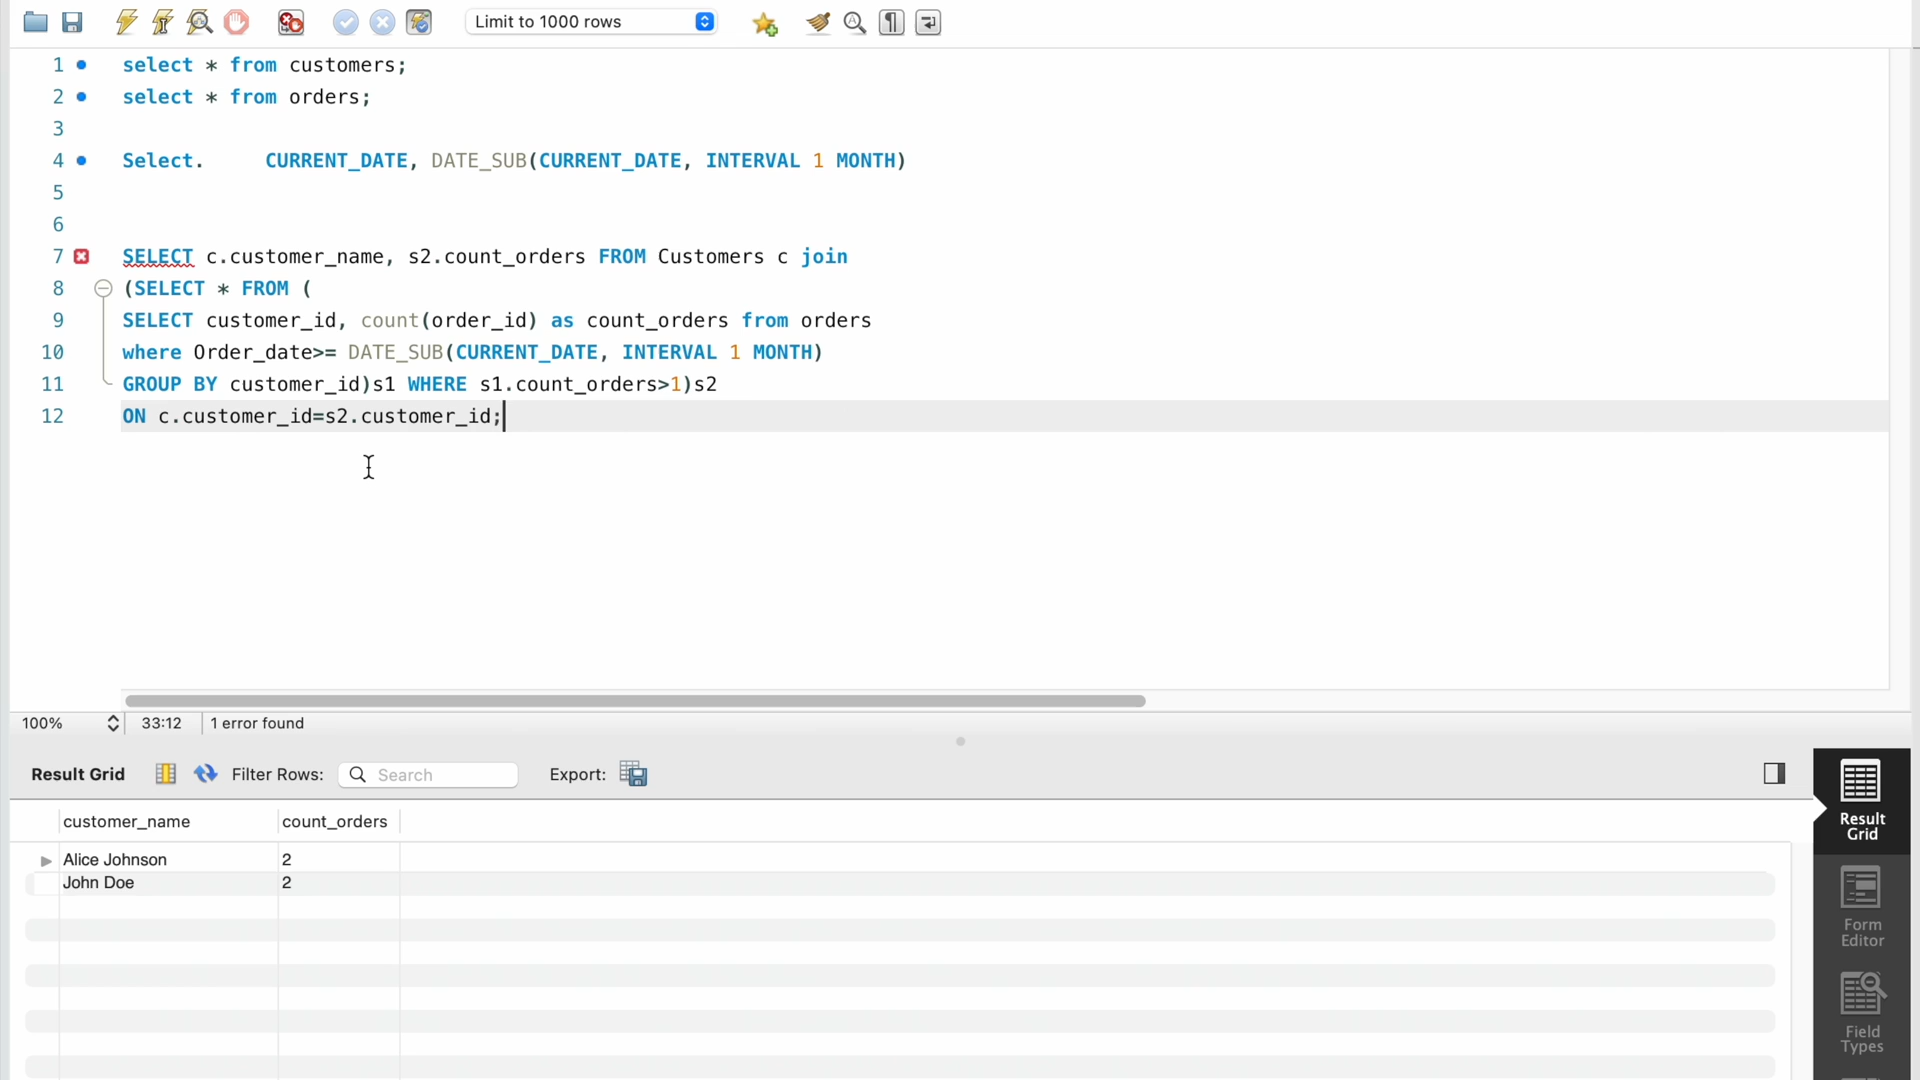 Limit to 1000 rows
1 select * from customers;
2 select * from orders;
3
4 Select. CURRENT_DATE, DATE_SUB(CURRENT_DATE, INTERVAL 1 MONTH)
5
6
7 SELECT c.customer_name, s2.count_orders FROM Customers c join
8 (SELECT * FROM (
9 SELECT customer_id, count(order_id) as count_orders from orders
10 where Order_date>= DATE_SUB(CURRENT_DATE, INTERVAL 1 MONTH)
11 GROUP BY customer_id)s1 WHERE s1.count_orders>1)s2
12 ON c.customer_id=s2.customer_id;
100% 33:12 1 error found
Result Grid Filter Rows: Search Export:
customer_name count_orders
Alice Johnson 2
John Doe 2
Result
Grid
Form
Editor
Field
Types